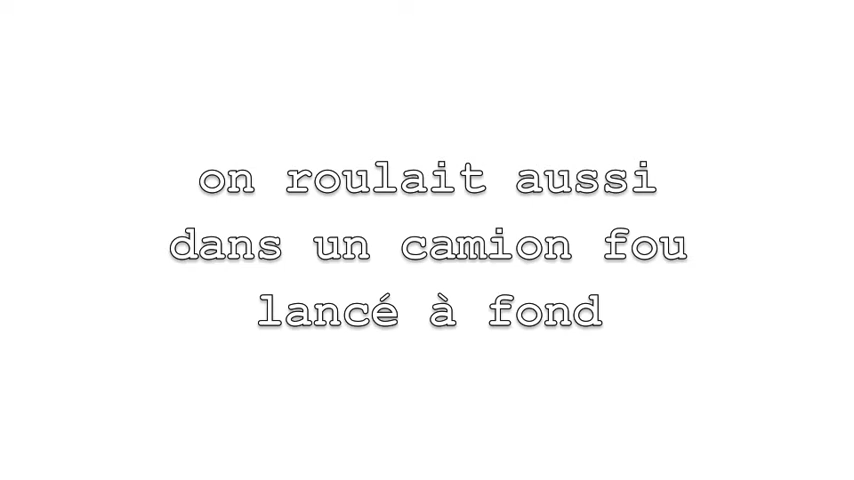 on roulait aussi
dans un camion fou
lancé à fond